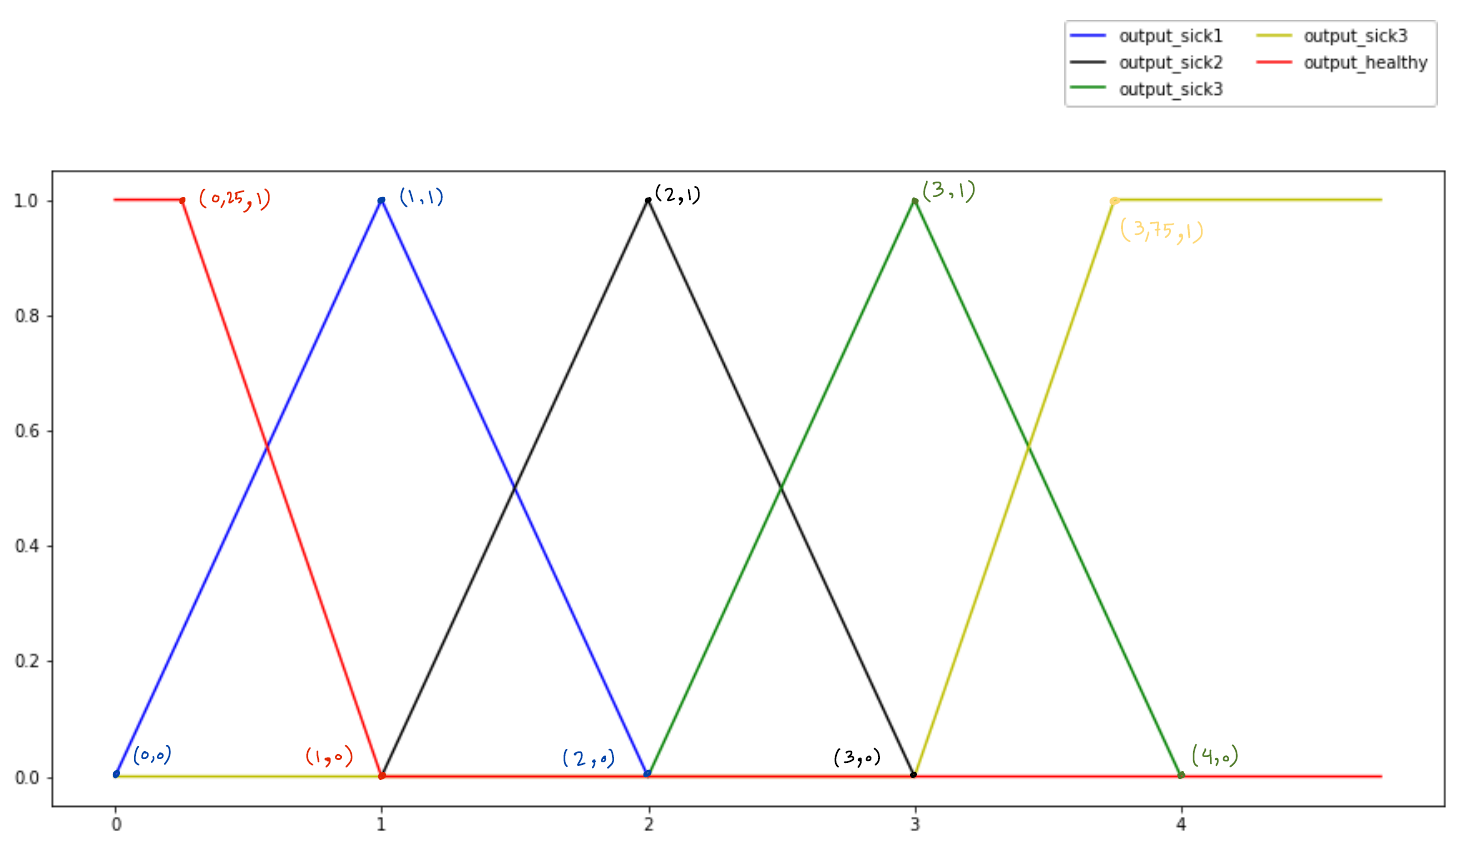 output_sick1 output_sick3
output_sick2 output_healthy
output_sick3
1.0 (0,25,1) (1,1) (2,1) (3,1)
(3,75,1)
0.8
0.6
0.4
0.2
(0,0) (1,0) (2,0) (3,0) (4,0)
0.0
0 1 2 3 4